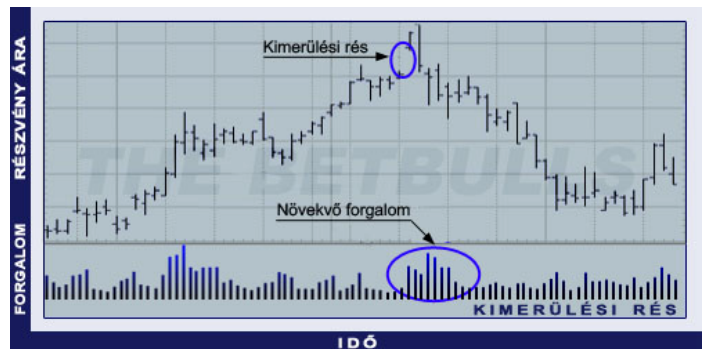 RÉSZVÉNY ÁRA
Kimerülési rés
THE BETBULLS
Növekvő forgalom
FORGALOM
KIMERÜLÉSI RÉS
IDŐ